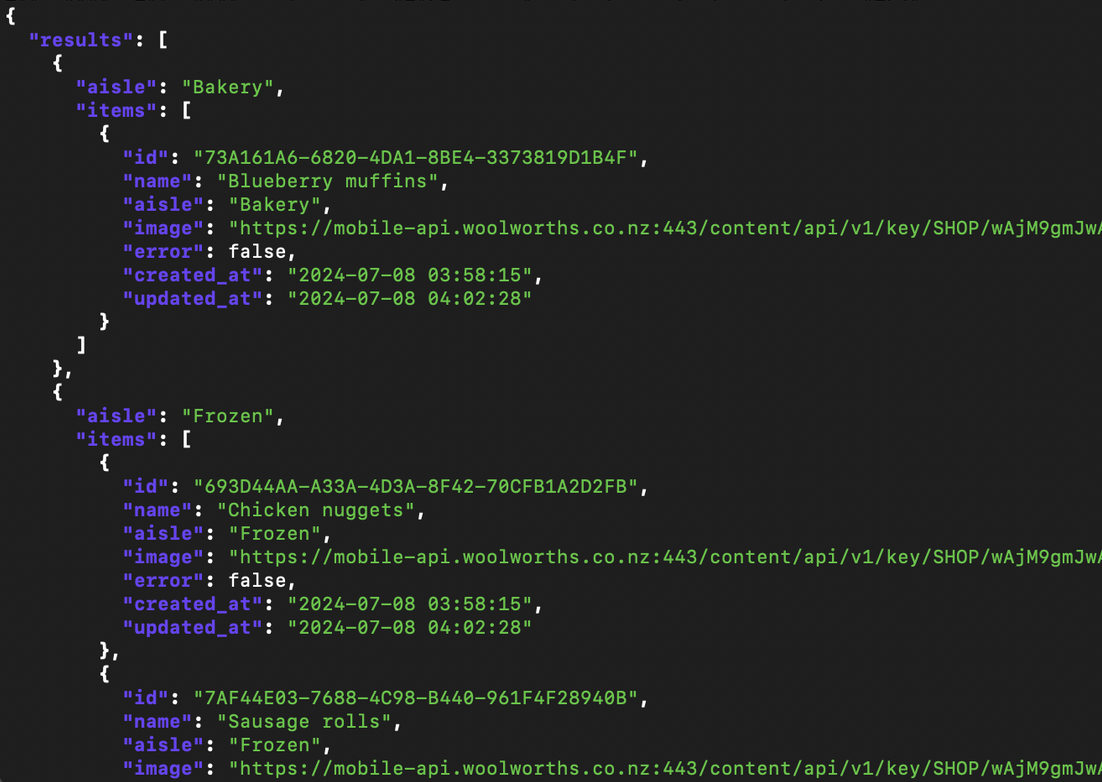 {
"results": [
{
"aisle": "Bakery",
"items": [
{
"id": "73A161A6-6820-4DA1-8BE4-3373819D1B4F",
"name": "Blueberry muffins",
"aisle": "Bakery",
"image": "https://mobile-api.woolworths.co.nz:443/content/api/v1/key/SHOP/wAjM9gmJwA
"error": false,
"created_at": "2024-07-08 03:58:15",
"updated_at": "2024-07-08 04:02:28"
}
]
},
{
"aisle": "Frozen",
"items": [
{
"id": "693D44AA-A33A-4D3A-8F42-70CFB1A2D2FB",
"name": "Chicken nuggets",
"aisle": "Frozen",
"image": "https://mobile-api.woolworths.co.nz:443/content/api/v1/key/SHOP/wAjM9gmJwA
"error": false,
"created_at": "2024-07-08 03:58:15",
"updated_at": "2024-07-08 04:02:28"
},
{
"id": "7AF44E03-7688-4C98-B440-961F4F28940B",
"name": "Sausage rolls",
"aisle": "Frozen",
"image": "https://mobile-api.woolworths.co.nz:443/content/api/v1/key/SHOP/wAjM9gmJwA